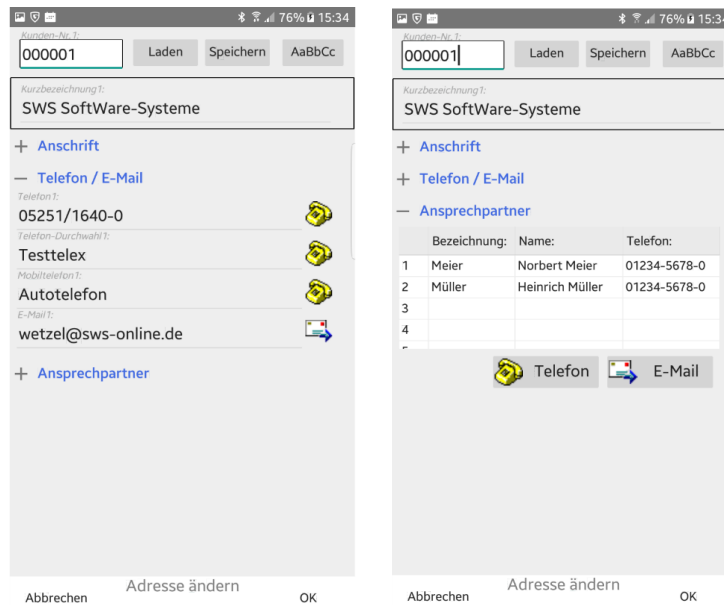 76% 15:34
Kunden-Nr. 1:
000001 Laden Speichern AaBbCc
Kurzbezeichnung1:
SWS SoftWare-Systeme
+ Anschrift
− Telefon / E-Mail
Telefon1:
05251/1640-0
Telefon-Durchwahl1:
Testtelex
Mobiltelefon1:
Autotelefon
E-Mail1:
wetzel@sws-online.de
+ Ansprechpartner
Adresse ändern
Abbrechen OK
76% 15:34
Kunden-Nr. 1:
000001 Laden Speichern AaBbCc
Kurzbezeichnung1:
SWS SoftWare-Systeme
+ Anschrift
+ Telefon / E-Mail
− Ansprechpartner
Bezeichnung: Name: Telefon:
1 Meier Norbert Meier 01234-5678-0
2 Müller Heinrich Müller 01234-5678-0
3
4
Telefon E-Mail
Adresse ändern
Abbrechen OK